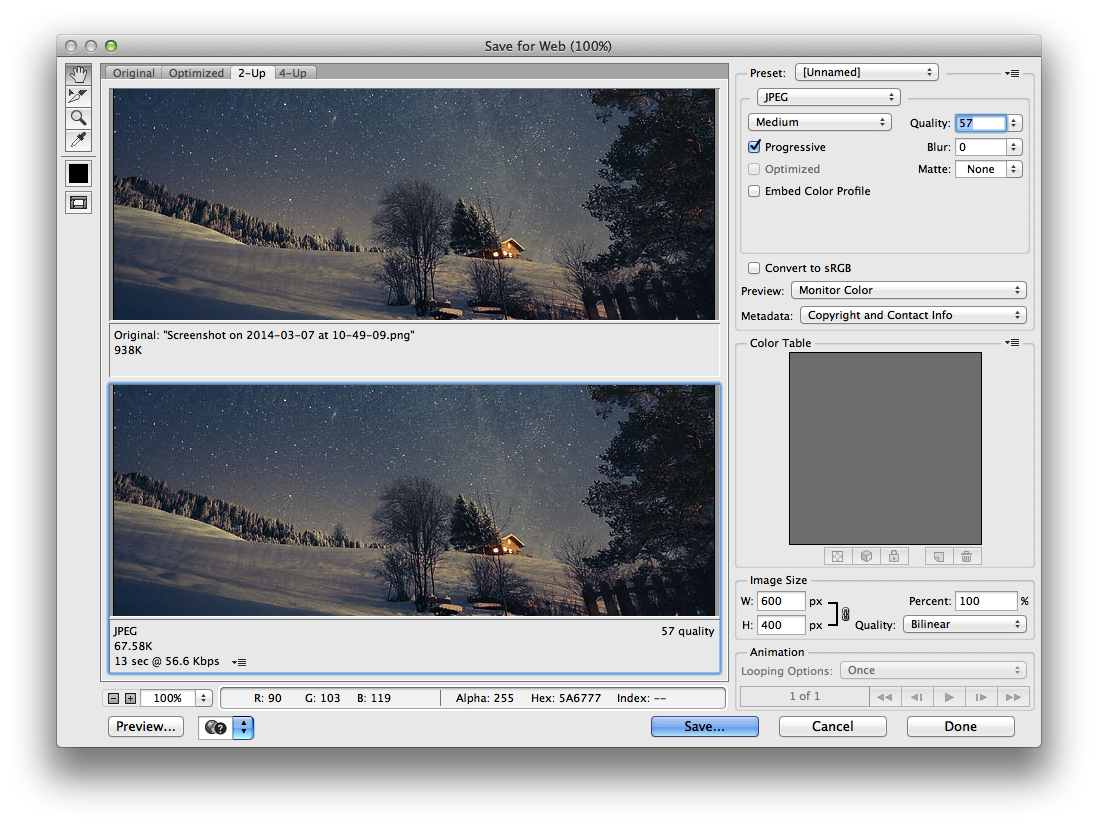 Save for Web (100%)
Original Optimized 2-Up 4-Up
Original: "Screenshot on 2014-03-07 at 10-49-09.png"
938K
JPEG 57 quality
67.58K
13 sec @ 56.6 Kbps
100% R: 90 G: 103 B: 119 Alpha: 255 Hex: 5A6777 Index: --
Preview... ? Save... Cancel Done
Preset: [Unnamed]
JPEG
Medium Quality: 57
Progressive Blur: 0
Optimized Matte: None
Embed Color Profile
Convert to sRGB
Preview: Monitor Color
Metadata: Copyright and Contact Info
Color Table
Image Size
W: 600 px Percent: 100 %
H: 400 px Quality: Bilinear
Animation
Looping Options: Once
1 of 1